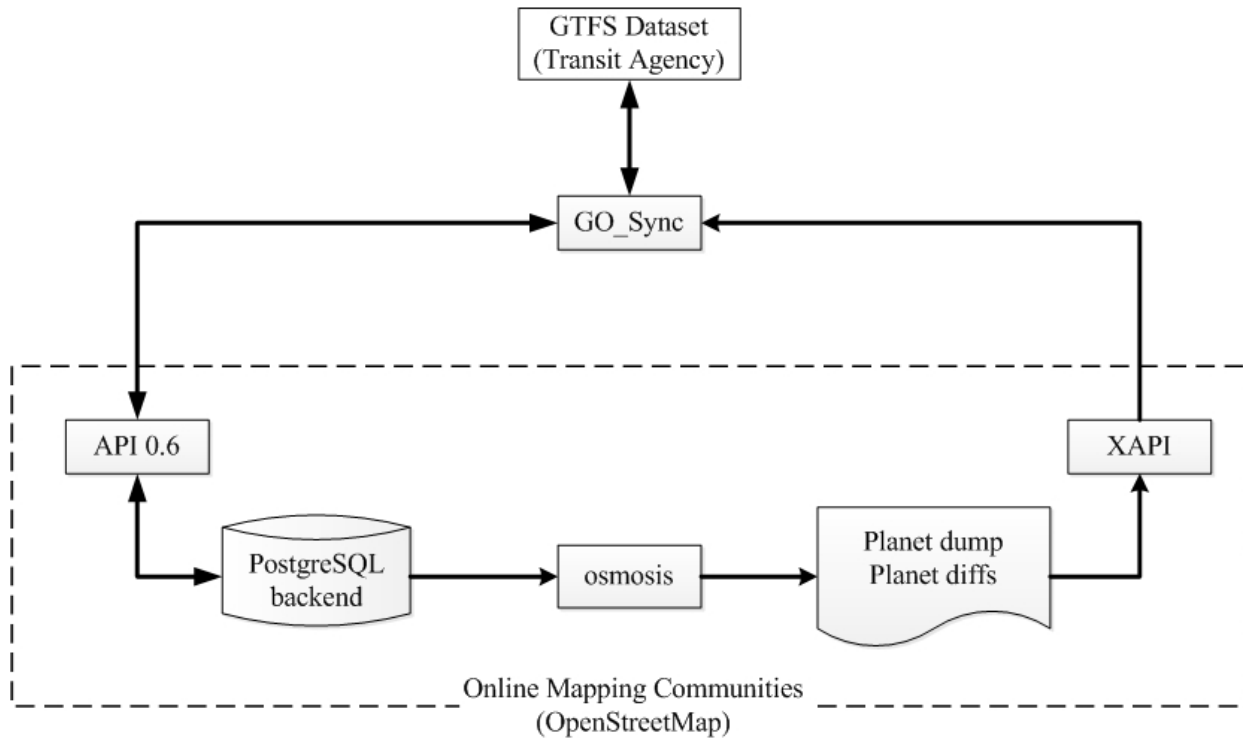 GTFS Dataset
(Transit Agency)
GO_Sync
API 0.6
XAPI
PostgreSQL
backend
osmosis
Planet dump
Planet diffs
Online Mapping Communities
(OpenStreetMap)